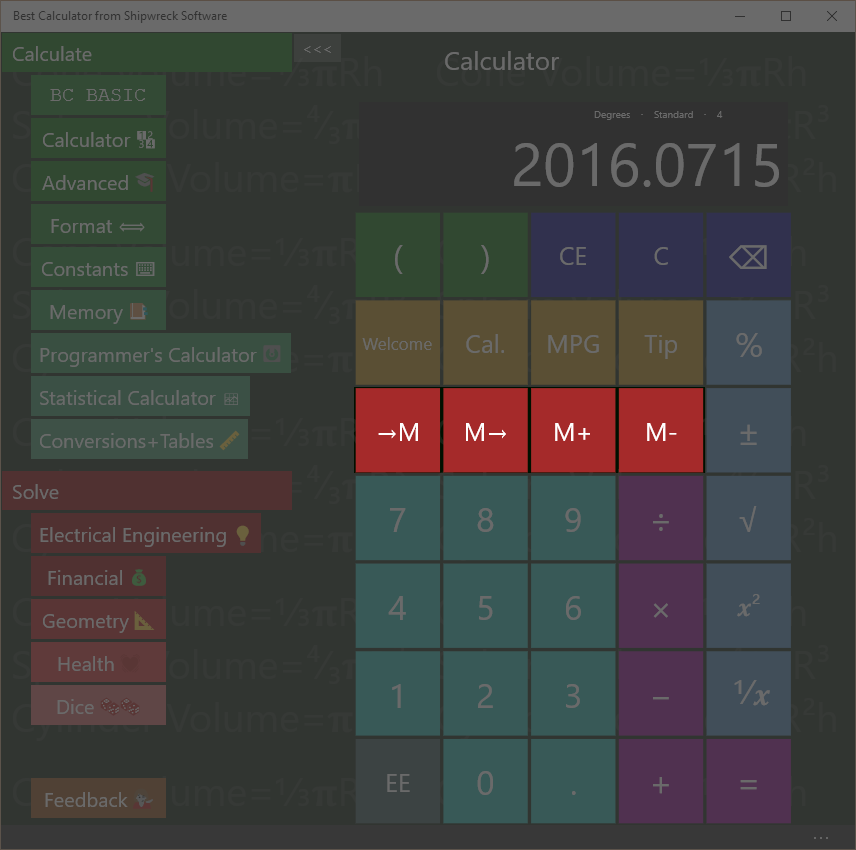 Best Calculator from Shipwreck Software
Calculate
<<<
BC BASIC
Calculator
Advanced
Format
Constants
Memory
Programmer's Calculator
Statistical Calculator
Conversions+Tables
Solve
Electrical Engineering
Financial
Geometry
Health
Dice
Feedback
Calculator
Degrees · Standard · 4
2016.0715
( ) CE C ⌫
Welcome Cal. MPG Tip %
→M M→ M+ M- ±
7 8 9 ÷ √
4 5 6 × x²
1 2 3 − ¹/x
EE 0 . + =
...